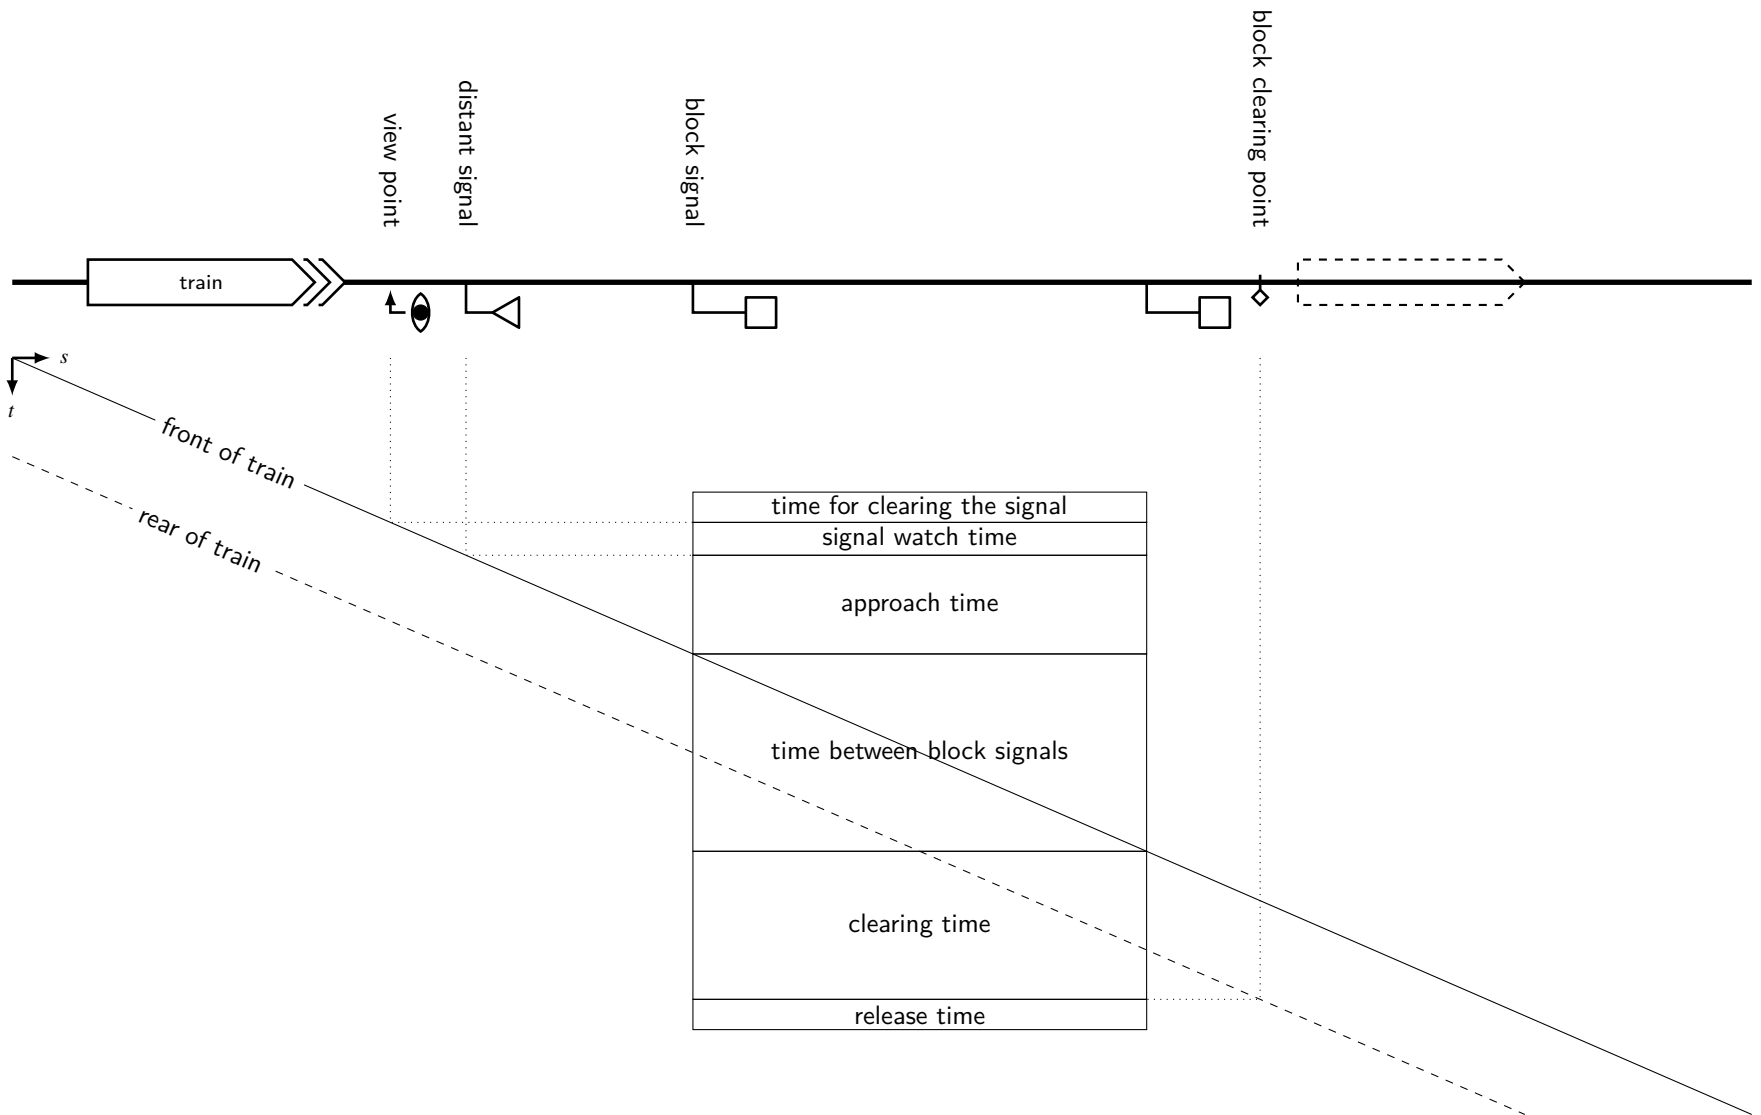 view point
distant signal
block signal
block clearing point
train
s
t
front of train
rear of train
time for clearing the signal
signal watch time
approach time
time between block signals
clearing time
release time